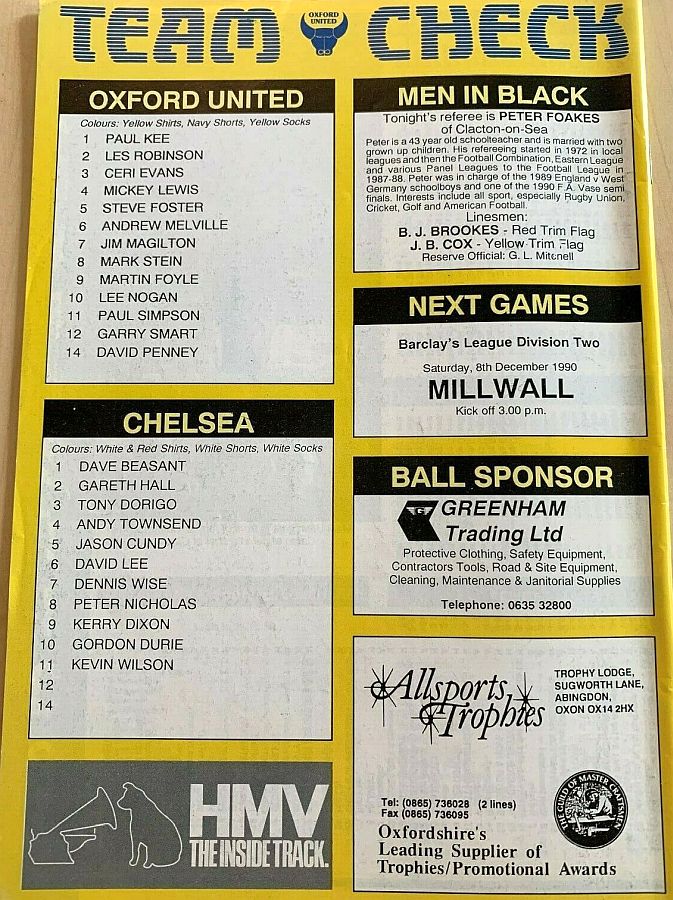 TEAM CHECK
OXFORD
UNITED
OXFORD UNITED
Colours: Yellow Shirts, Navy Shorts, Yellow Socks
1 PAUL KEE
2 LES ROBINSON
3 CERI EVANS
4 MICKEY LEWIS
5 STEVE FOSTER
6 ANDREW MELVILLE
7 JIM MAGILTON
8 MARK STEIN
9 MARTIN FOYLE
10 LEE NOGAN
11 PAUL SIMPSON
12 GARRY SMART
14 DAVID PENNEY
CHELSEA
Colours: White & Red Shirts, White Shorts, White Socks
1 DAVE BEASANT
2 GARETH HALL
3 TONY DORIGO
4 ANDY TOWNSEND
5 JASON CUNDY
6 DAVID LEE
7 DENNIS WISE
8 PETER NICHOLAS
9 KERRY DIXON
10 GORDON DURIE
11 KEVIN WILSON
12
14
HMV
THE INSIDE TRACK.
MEN IN BLACK
Tonight's referee is PETER FOAKES
of Clacton-on-Sea
Peter is a 43 year old schoolteacher and is married with two
grown up children. His refereeing started in 1972 in local
leagues and then the Football Combination, Eastern League
and various Panel Leagues to the Football League in
1987-88. Peter was in charge of the 1989 England v West
Germany schoolboys and one of the 1990 F.A. Vase semi
finals. Interests include all sport, especially Rugby Union,
Cricket, Golf and American Football.
Linesmen:
B. J. BROOKES - Red Trim Flag
J. B. COX - Yellow Trim Flag
Reserve Official: G. L. Mitchell
NEXT GAMES
Barclay's League Division Two
Saturday, 8th December 1990
MILLWALL
Kick off 3.00 p.m.
BALL SPONSOR
G
GREENHAM
Trading Ltd
Protective Clothing, Safety Equipment,
Contractors Tools, Road & Site Equipment,
Cleaning, Maintenance & Janitorial Supplies
Telephone: 0635 32800
Allsports
Trophies
TROPHY LODGE,
SUGWORTH LANE,
ABINGDON,
OXON OX14 2HX
Tel: (0865) 736028 (2 lines)
Fax (0865) 736095
THE GUILD OF MASTER CRAFTSMEN
Oxfordshire's
Leading Supplier of
Trophies/Promotional Awards